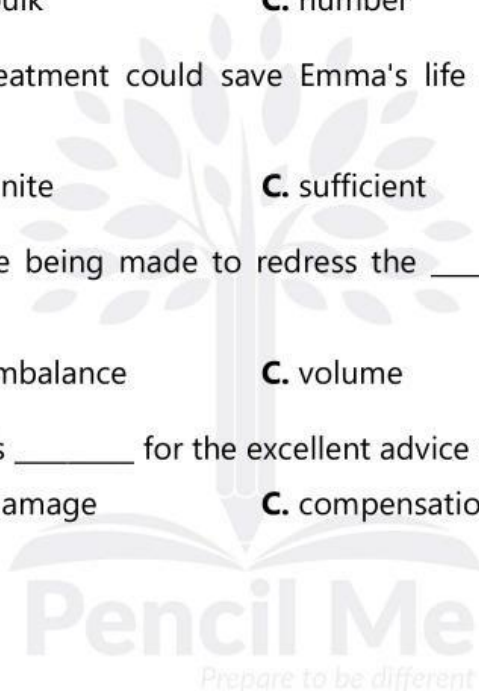 C. number
eatment could save Emma's life
nite C. sufficient
e being made to redress the ____
mbalance C. volume
s ________ for the excellent advice
amage C. compensatio
Pencil Me
Prepare to be different